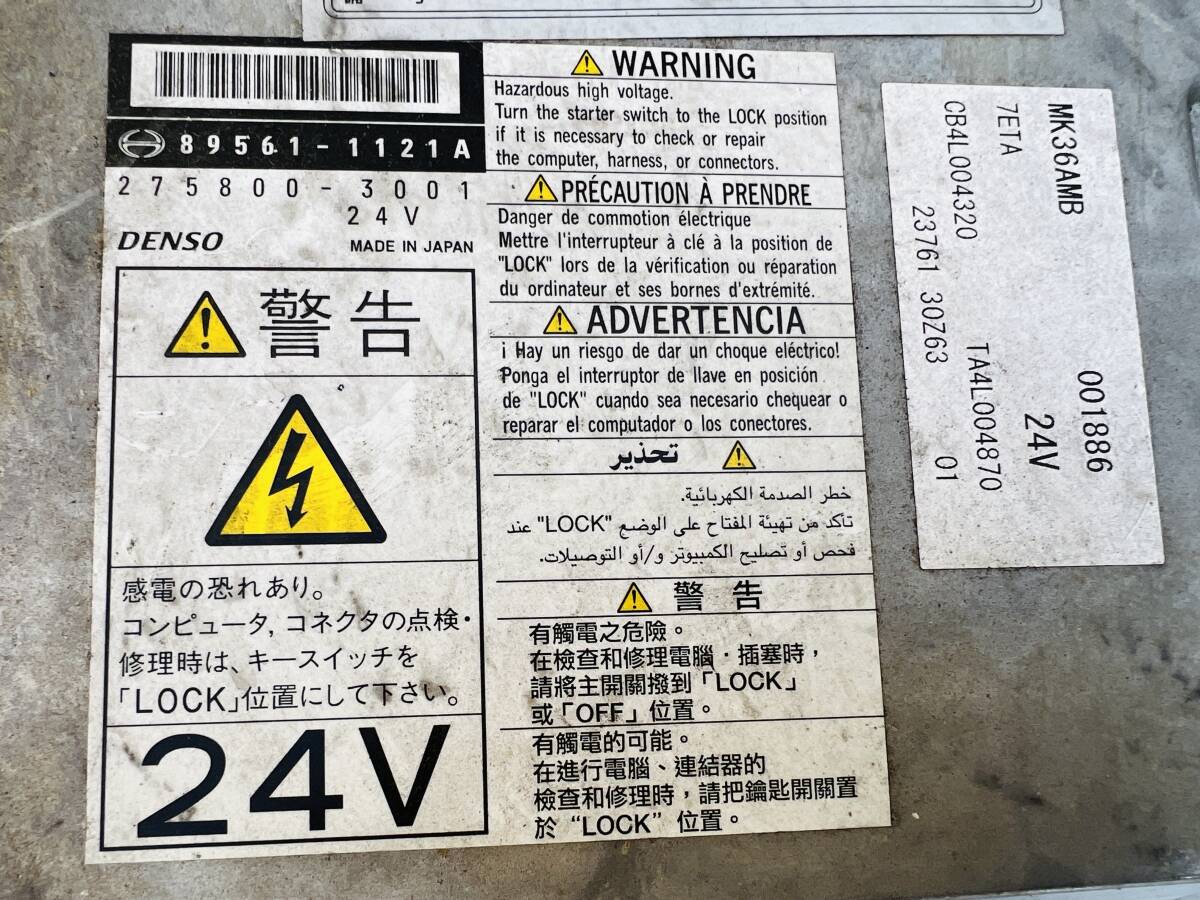 89561-1121A
275800-3001
24V
DENSO
MADE IN JAPAN
警告
感電の恐れあり。
コンピュータ, コネクタの点検・
修理時は、キースイッチを
「LOCK」位置にして下さい。
24V
WARNING
Hazardous high voltage.
Turn the starter switch to the LOCK position
if it is necessary to check or repair
the computer, harness, or connectors.
PRÉCAUTION À PRENDRE
Danger de commotion électrique
Mettre l'interrupteur à clé à la position de
"LOCK" lors de la vérification ou réparation
du ordinateur et ses bornes d'extrémité.
ADVERTENCIA
¡ Hay un riesgo de dar un choque eléctrico!
Ponga el interruptor de llave en posición
de "LOCK" cuando sea necesario chequear o
reparar el computador o los conectores.
تحذير
خطر الصدمة الكهربائية.
تأكد من تهيئة المفتاح على الوضع "LOCK" عند
فحص أو تصليح الكمبيوتر و/أو التوصيلات.
警告
有觸電之危險。
在檢查和修理電腦・插塞時，
請將主開關撥到「LOCK」
或「OFF」位置。
有觸電的可能。
在進行電腦、連結器的
檢查和修理時，請把鑰匙開關置
於 “LOCK” 位置。
MK36AMB 001886
7ETA 24V
CB4L004320 TA4L004870
23761 30Z63 01